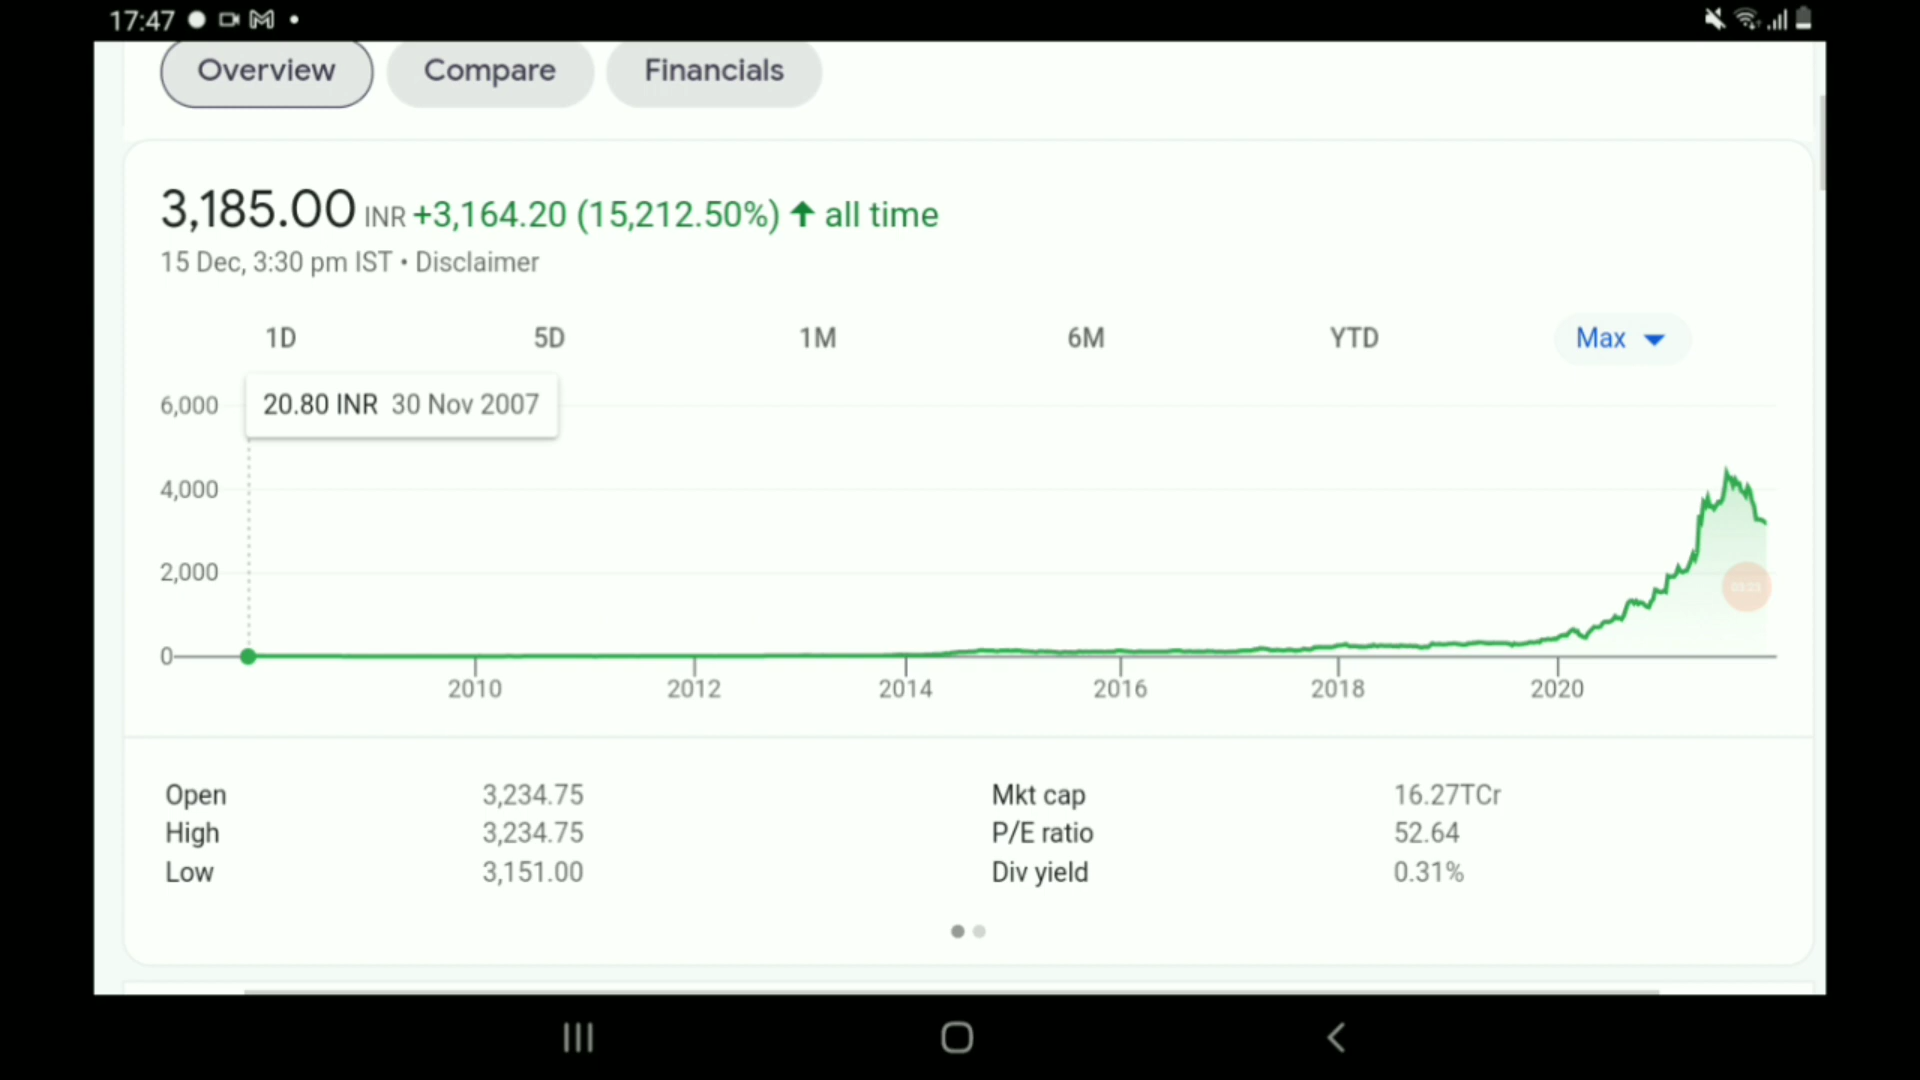 17:47
Overview Compare Financials
3,185.00 INR +3,164.20 (15,212.50%) ↑ all time
15 Dec, 3:30 pm IST • Disclaimer
1D 5D 1M 6M YTD Max
20.80 INR 30 Nov 2007
6,000
4,000
2,000
0
2010 2012 2014 2016 2018 2020
Open 3,234.75 Mkt cap 16.27TCr
High 3,234.75 P/E ratio 52.64
Low 3,151.00 Div yield 0.31%